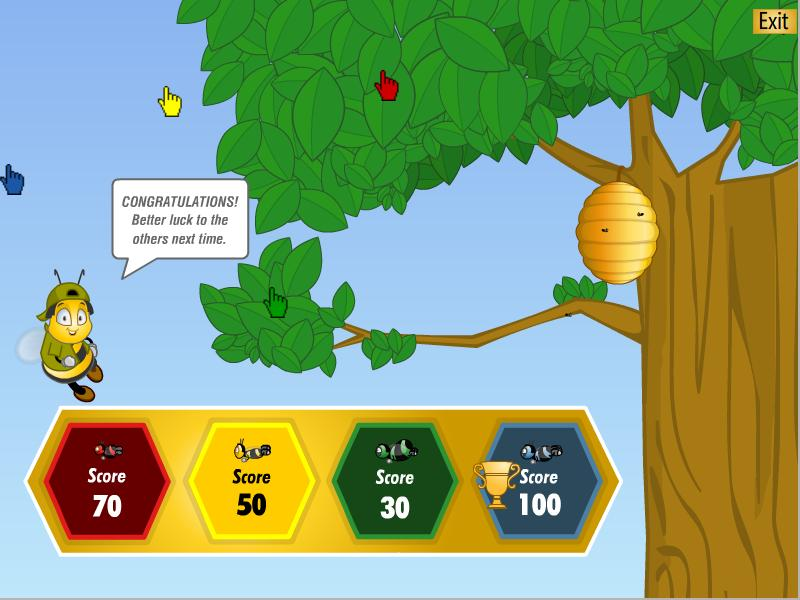 Exit
CONGRATULATIONS!
Better luck to the
others next time.
Score
70
Score
50
Score
30
Score
100